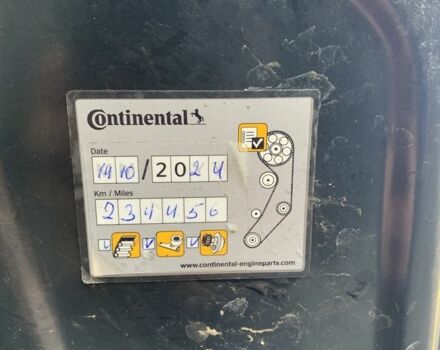 Continental
Date
14 10/2024
Km / Miles
234456
www.continental-engineparts.com